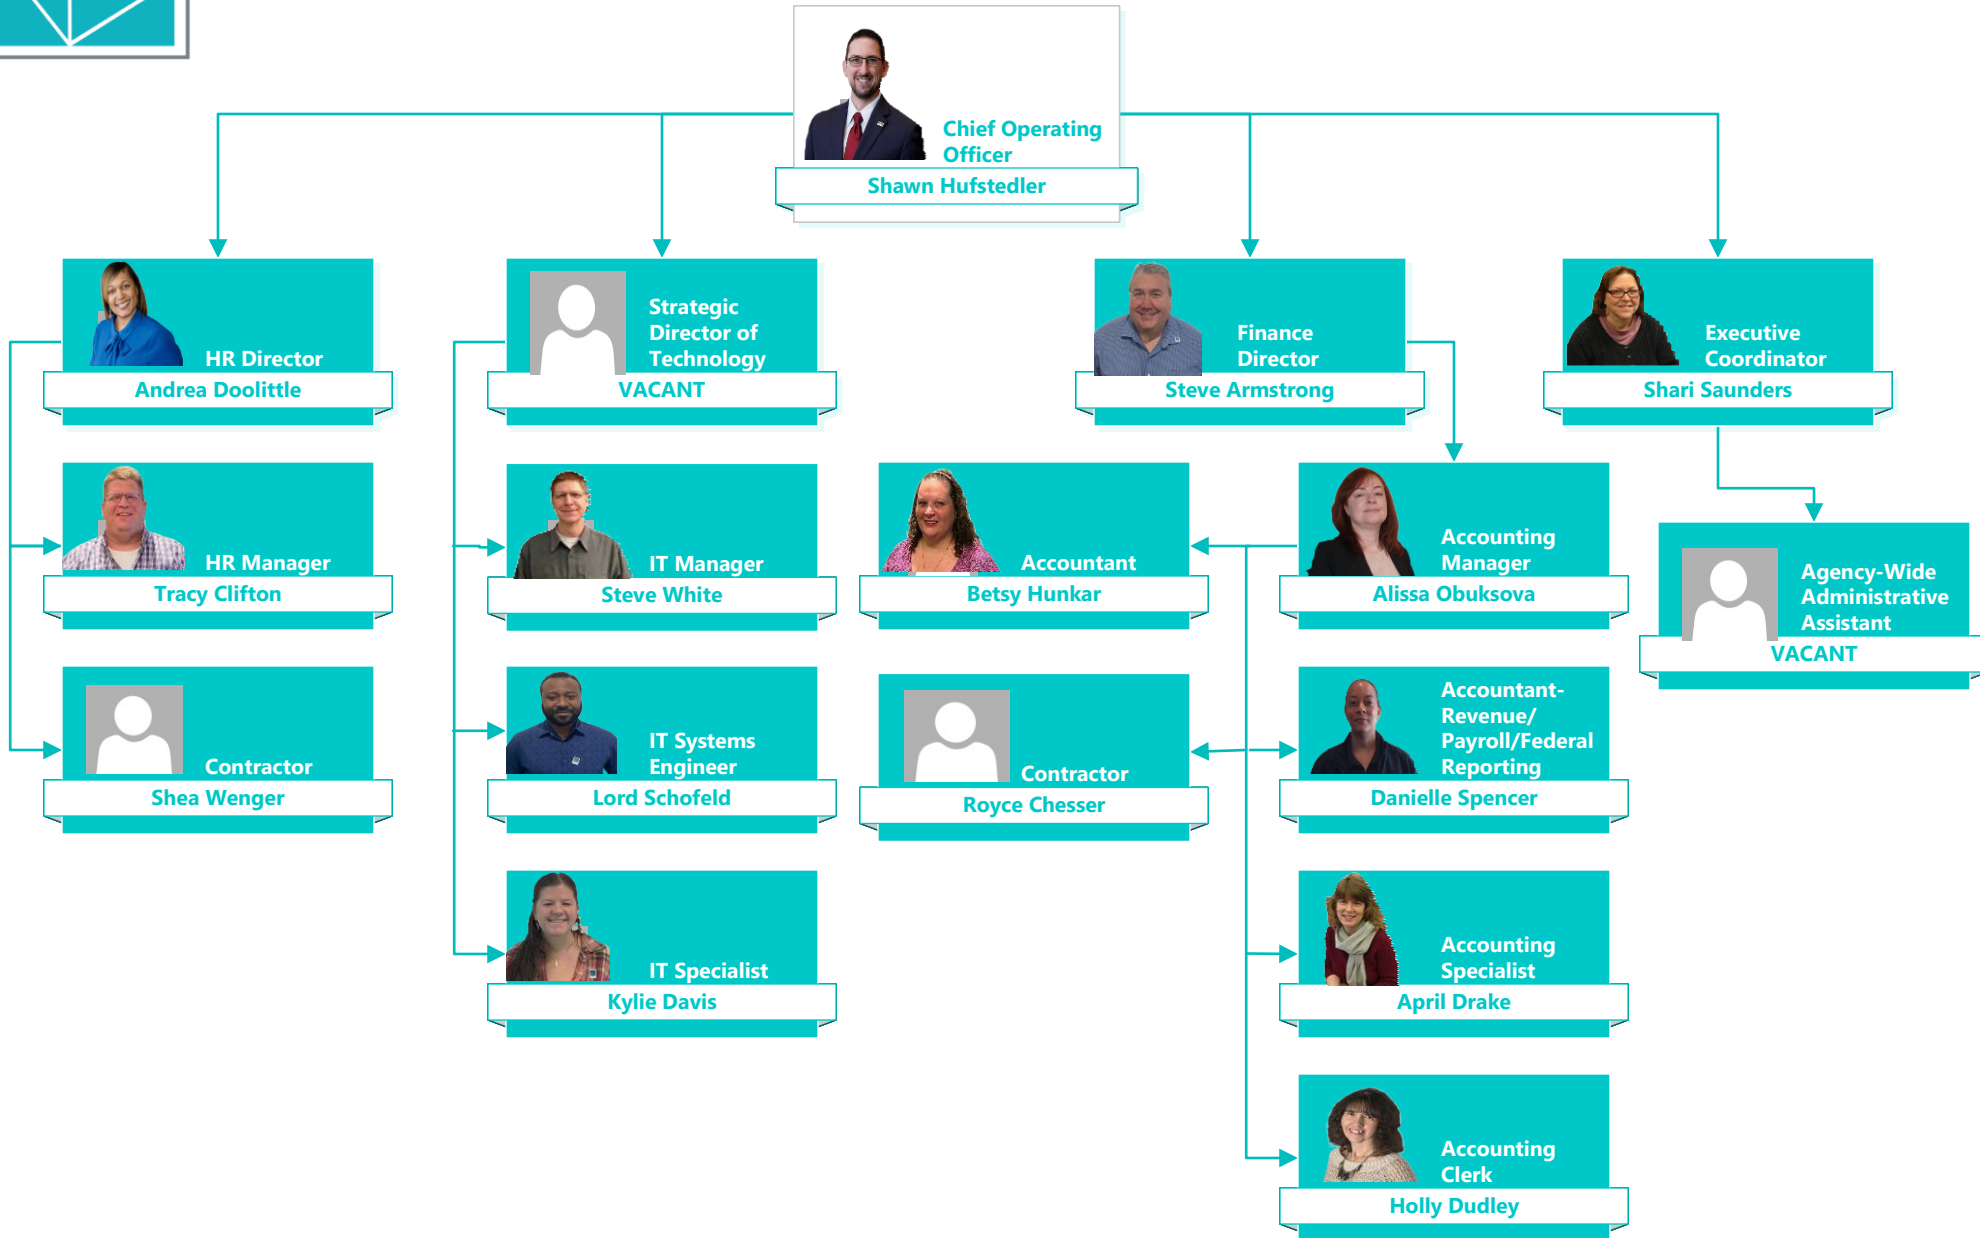 Chief Operating
Officer
Shawn Hufstedler
HR Director
Andrea Doolittle
Strategic
Director of
Technology
VACANT
Finance
Director
Steve Armstrong
Executive
Coordinator
Shari Saunders
HR Manager
Tracy Clifton
IT Manager
Steve White
Accountant
Betsy Hunkar
Accounting
Manager
Alissa Obuksova
Agency-Wide
Administrative
Assistant
VACANT
Contractor
Shea Wenger
IT Systems
Engineer
Lord Schofeld
Contractor
Royce Chesser
Accountant-
Revenue/
Payroll/Federal
Reporting
Danielle Spencer
IT Specialist
Kylie Davis
Accounting
Specialist
April Drake
Accounting
Clerk
Holly Dudley